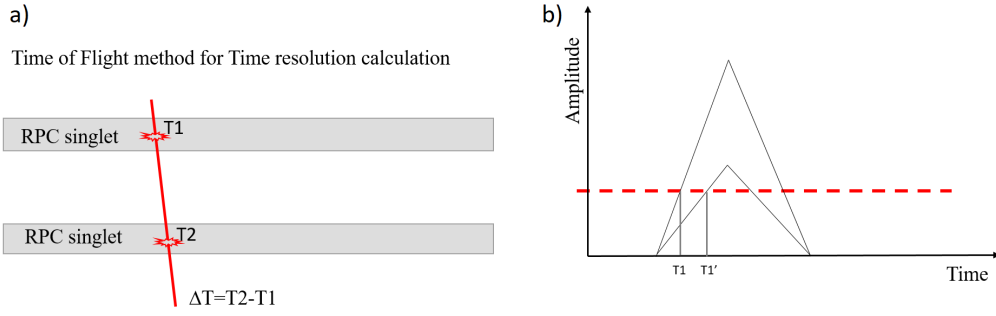 a)
Time of Flight method for Time resolution calculation
RPC singlet
T1
RPC singlet
T2
ΔT=T2-T1
b)
Amplitude
T1
T1’
Time